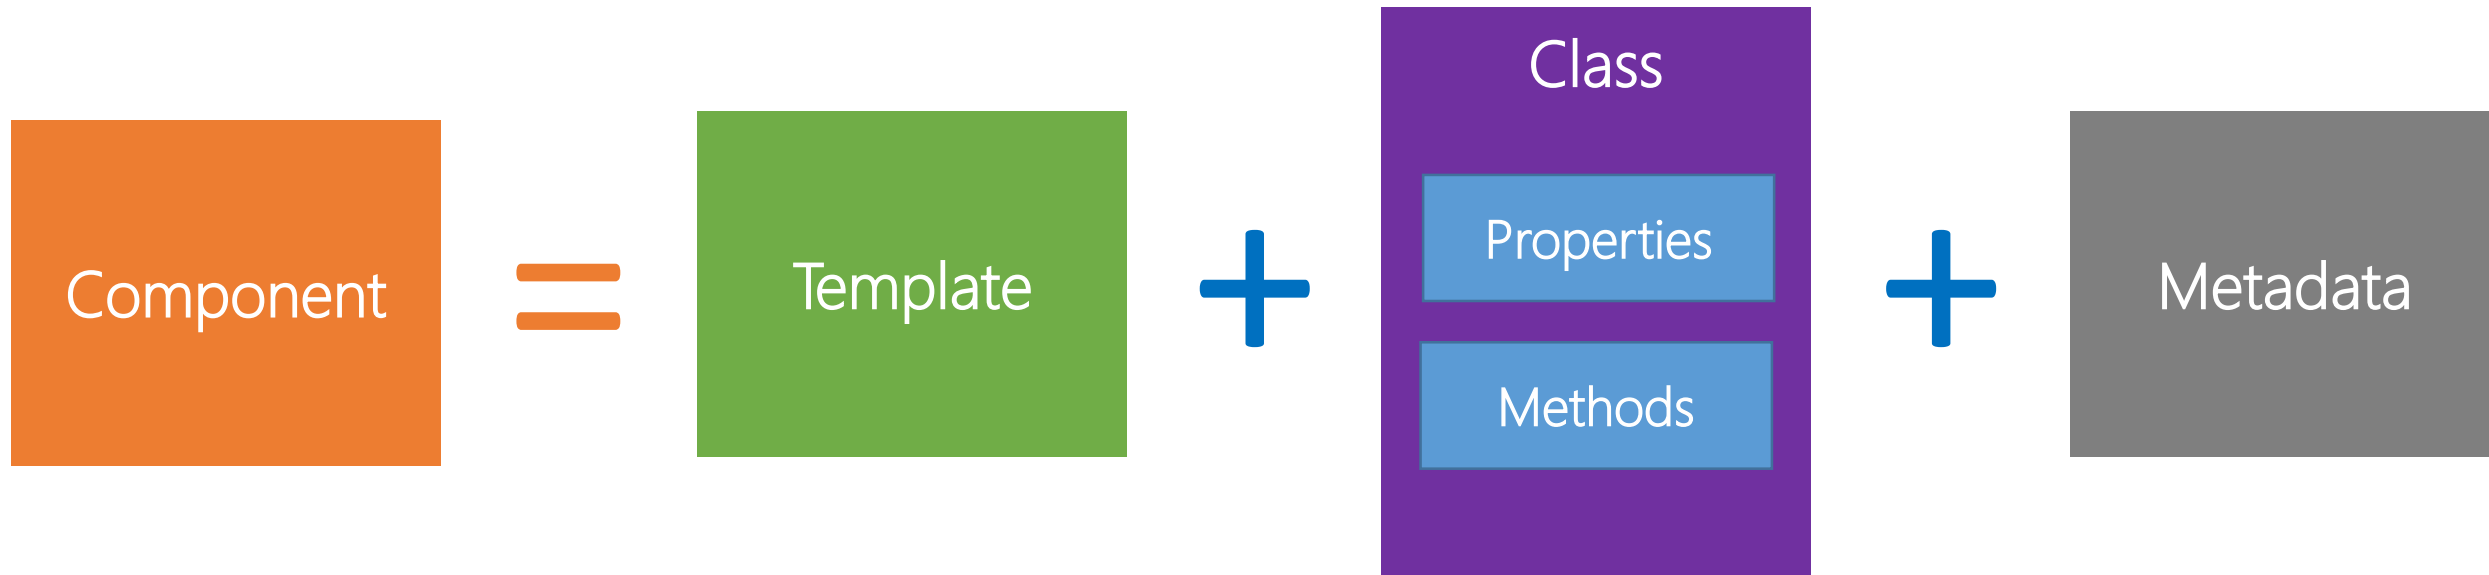 Component
=
Template
+
Class
Properties
Methods
+
Metadata